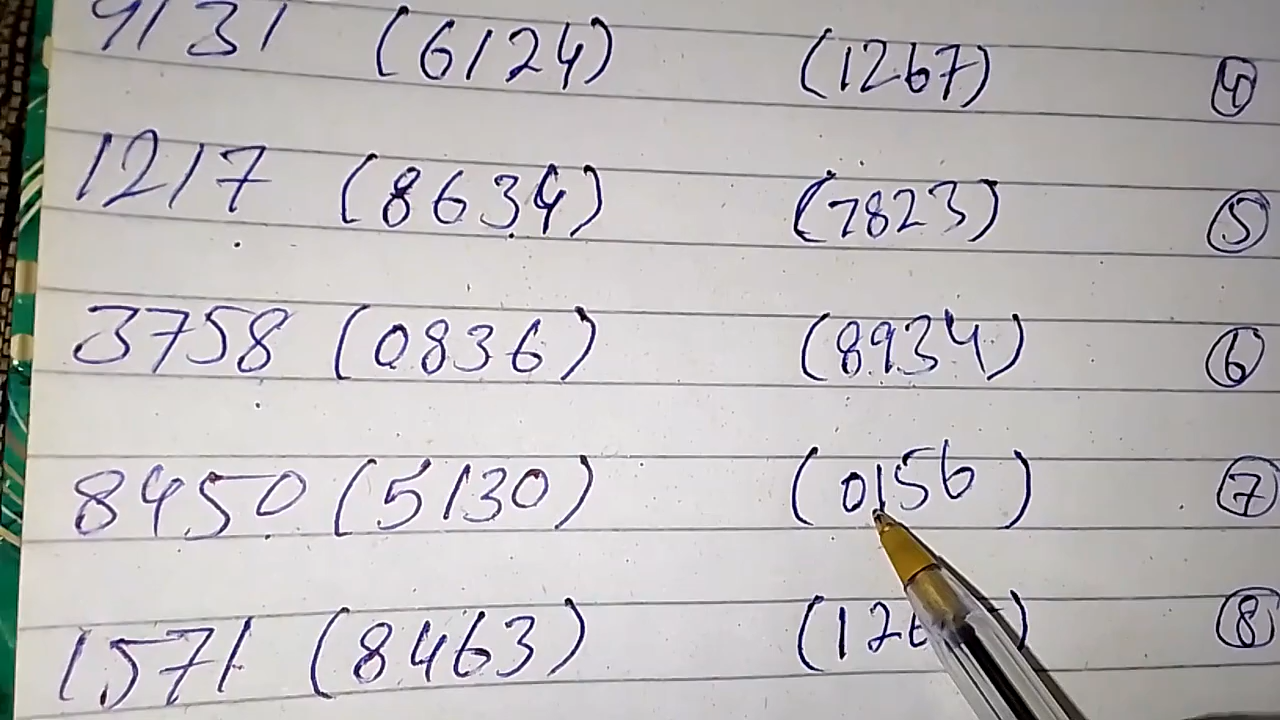 9131 (6124) (1267) 4
1217 (8634) (7823) 5
3758 (0836) (8934) 6
8450 (5130) (0156) 7
1571 (8463) 8